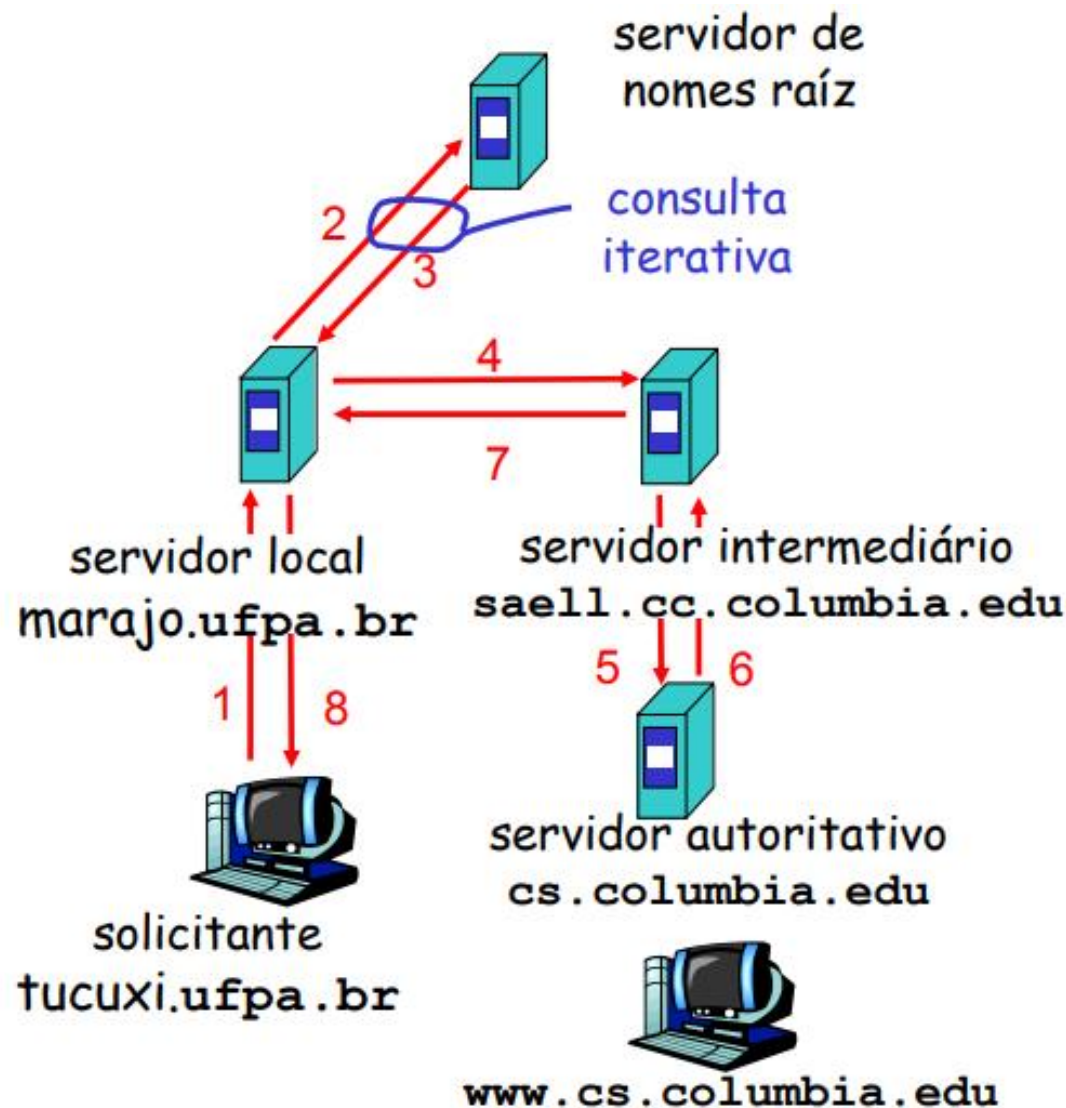 servidor de
nomes raíz
consulta
iterativa
2
3
4
7
servidor local
marajo.ufpa.br
servidor intermediário
saell.cc.columbia.edu
1
8
5
6
servidor autoritativo
cs.columbia.edu
solicitante
tucuxi.ufpa.br
www.cs.columbia.edu